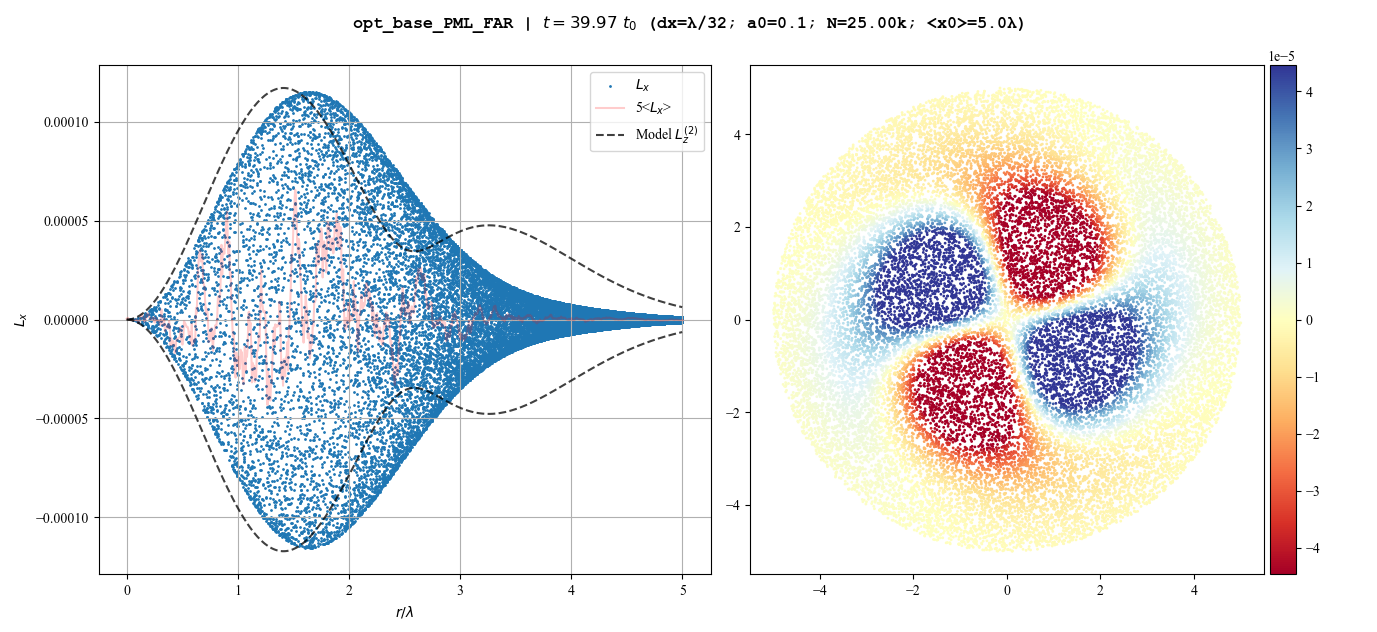 opt_base_PML_FAR | t = 39.97 t₀ (dx=λ/32; a0=0.1; N=25.00k; <x0>=5.0λ)
Lₓ
5<Lₓ>
Model L_z^(2)
0.00010
0.00005
0.00000
−0.00005
−0.00010
Lₓ
0 1 2 3 4 5
r/λ
4
2
0
−2
−4
−4 −2 0 2 4
1e−5
4
3
2
1
0
−1
−2
−3
−4